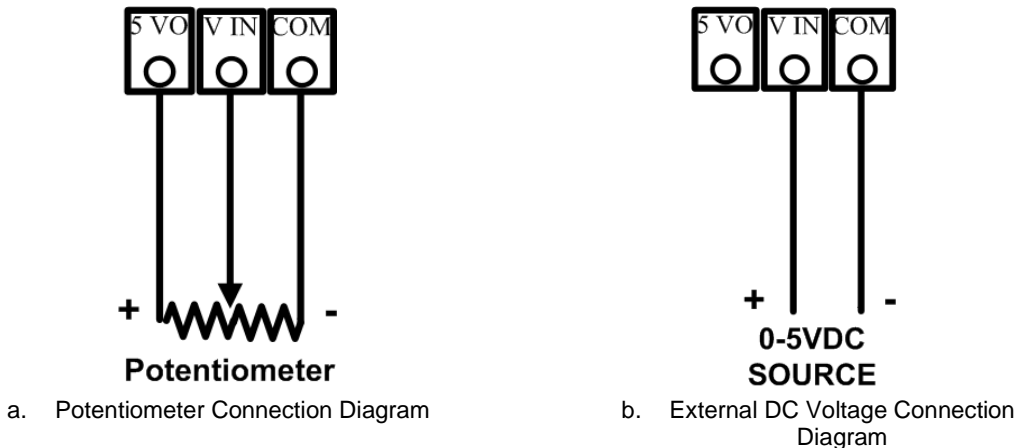 5 VO V IN COM
+ -
Potentiometer
a. Potentiometer Connection Diagram
5 VO V IN COM
+ -
0-5VDC
SOURCE
b. External DC Voltage Connection
Diagram